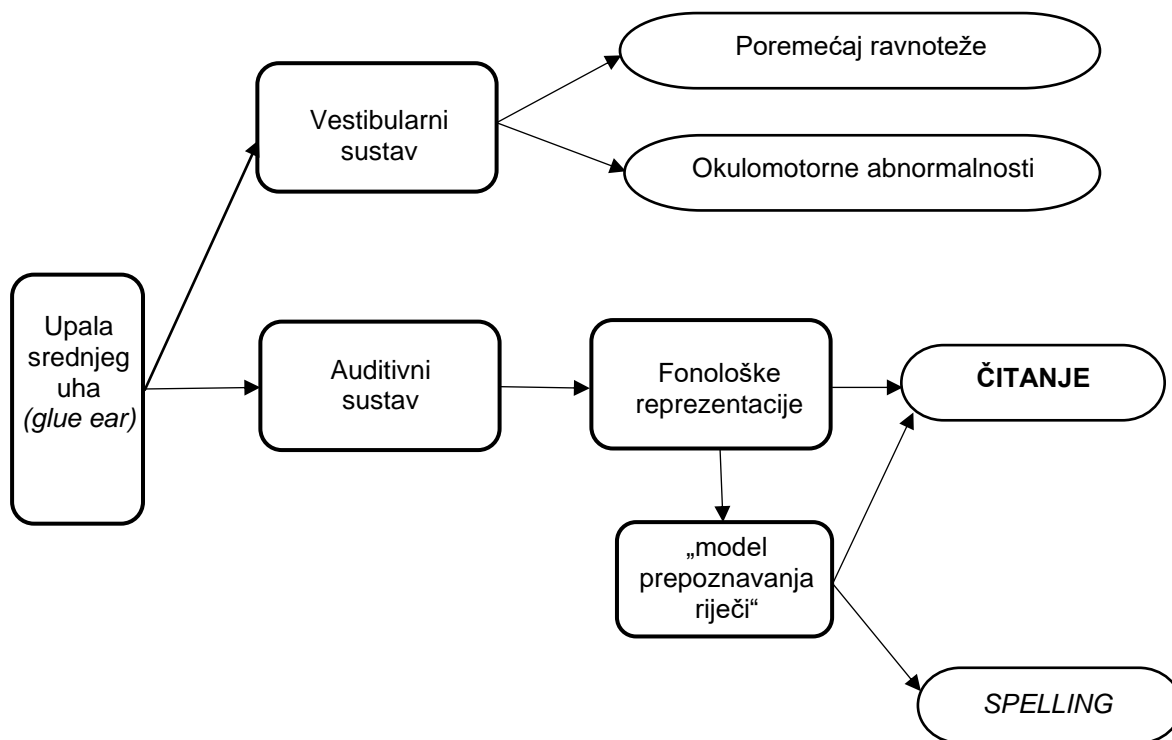 Poremećaj ravnoteže
Vestibularni
sustav
Okulomotorne abnormalnosti
Upala
srednjeg
uha
(glue ear)
Auditivni
sustav
Fonološke
reprezentacije
ČITANJE
„model
prepoznavanja
riječi“
SPELLING